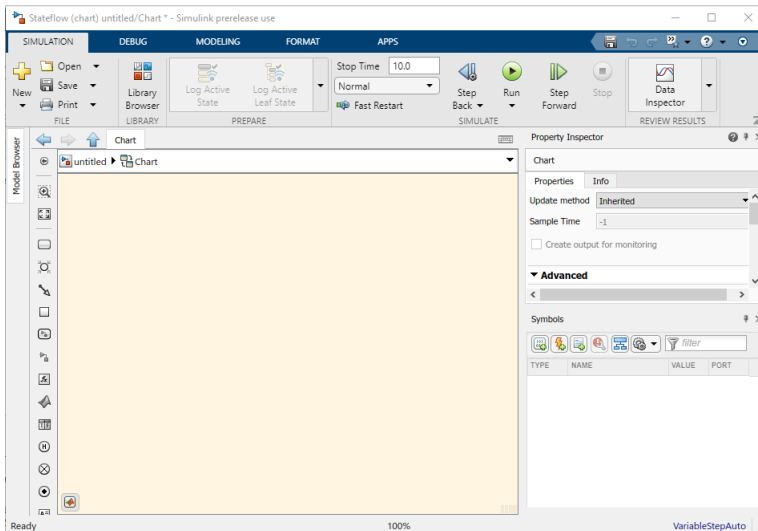 Stateflow (chart) untitled/Chart * - Simulink prerelease use
SIMULATION DEBUG MODELING FORMAT APPS
New
Open
Save
Print
FILE
Library
Browser
LIBRARY
Log Active
State
Log Active
Leaf State
PREPARE
Stop Time 10.0
Normal
Fast Restart
Step
Back
Run
Step
Forward
Stop
SIMULATE
Data
Inspector
REVIEW RESULTS
Model Browser
Chart
untitled Chart
Property Inspector
Chart
Properties Info
Update method Inherited
Sample Time -1
Create output for monitoring
Advanced
Symbols
filter
TYPE NAME VALUE PORT
Ready 100% VariableStepAuto